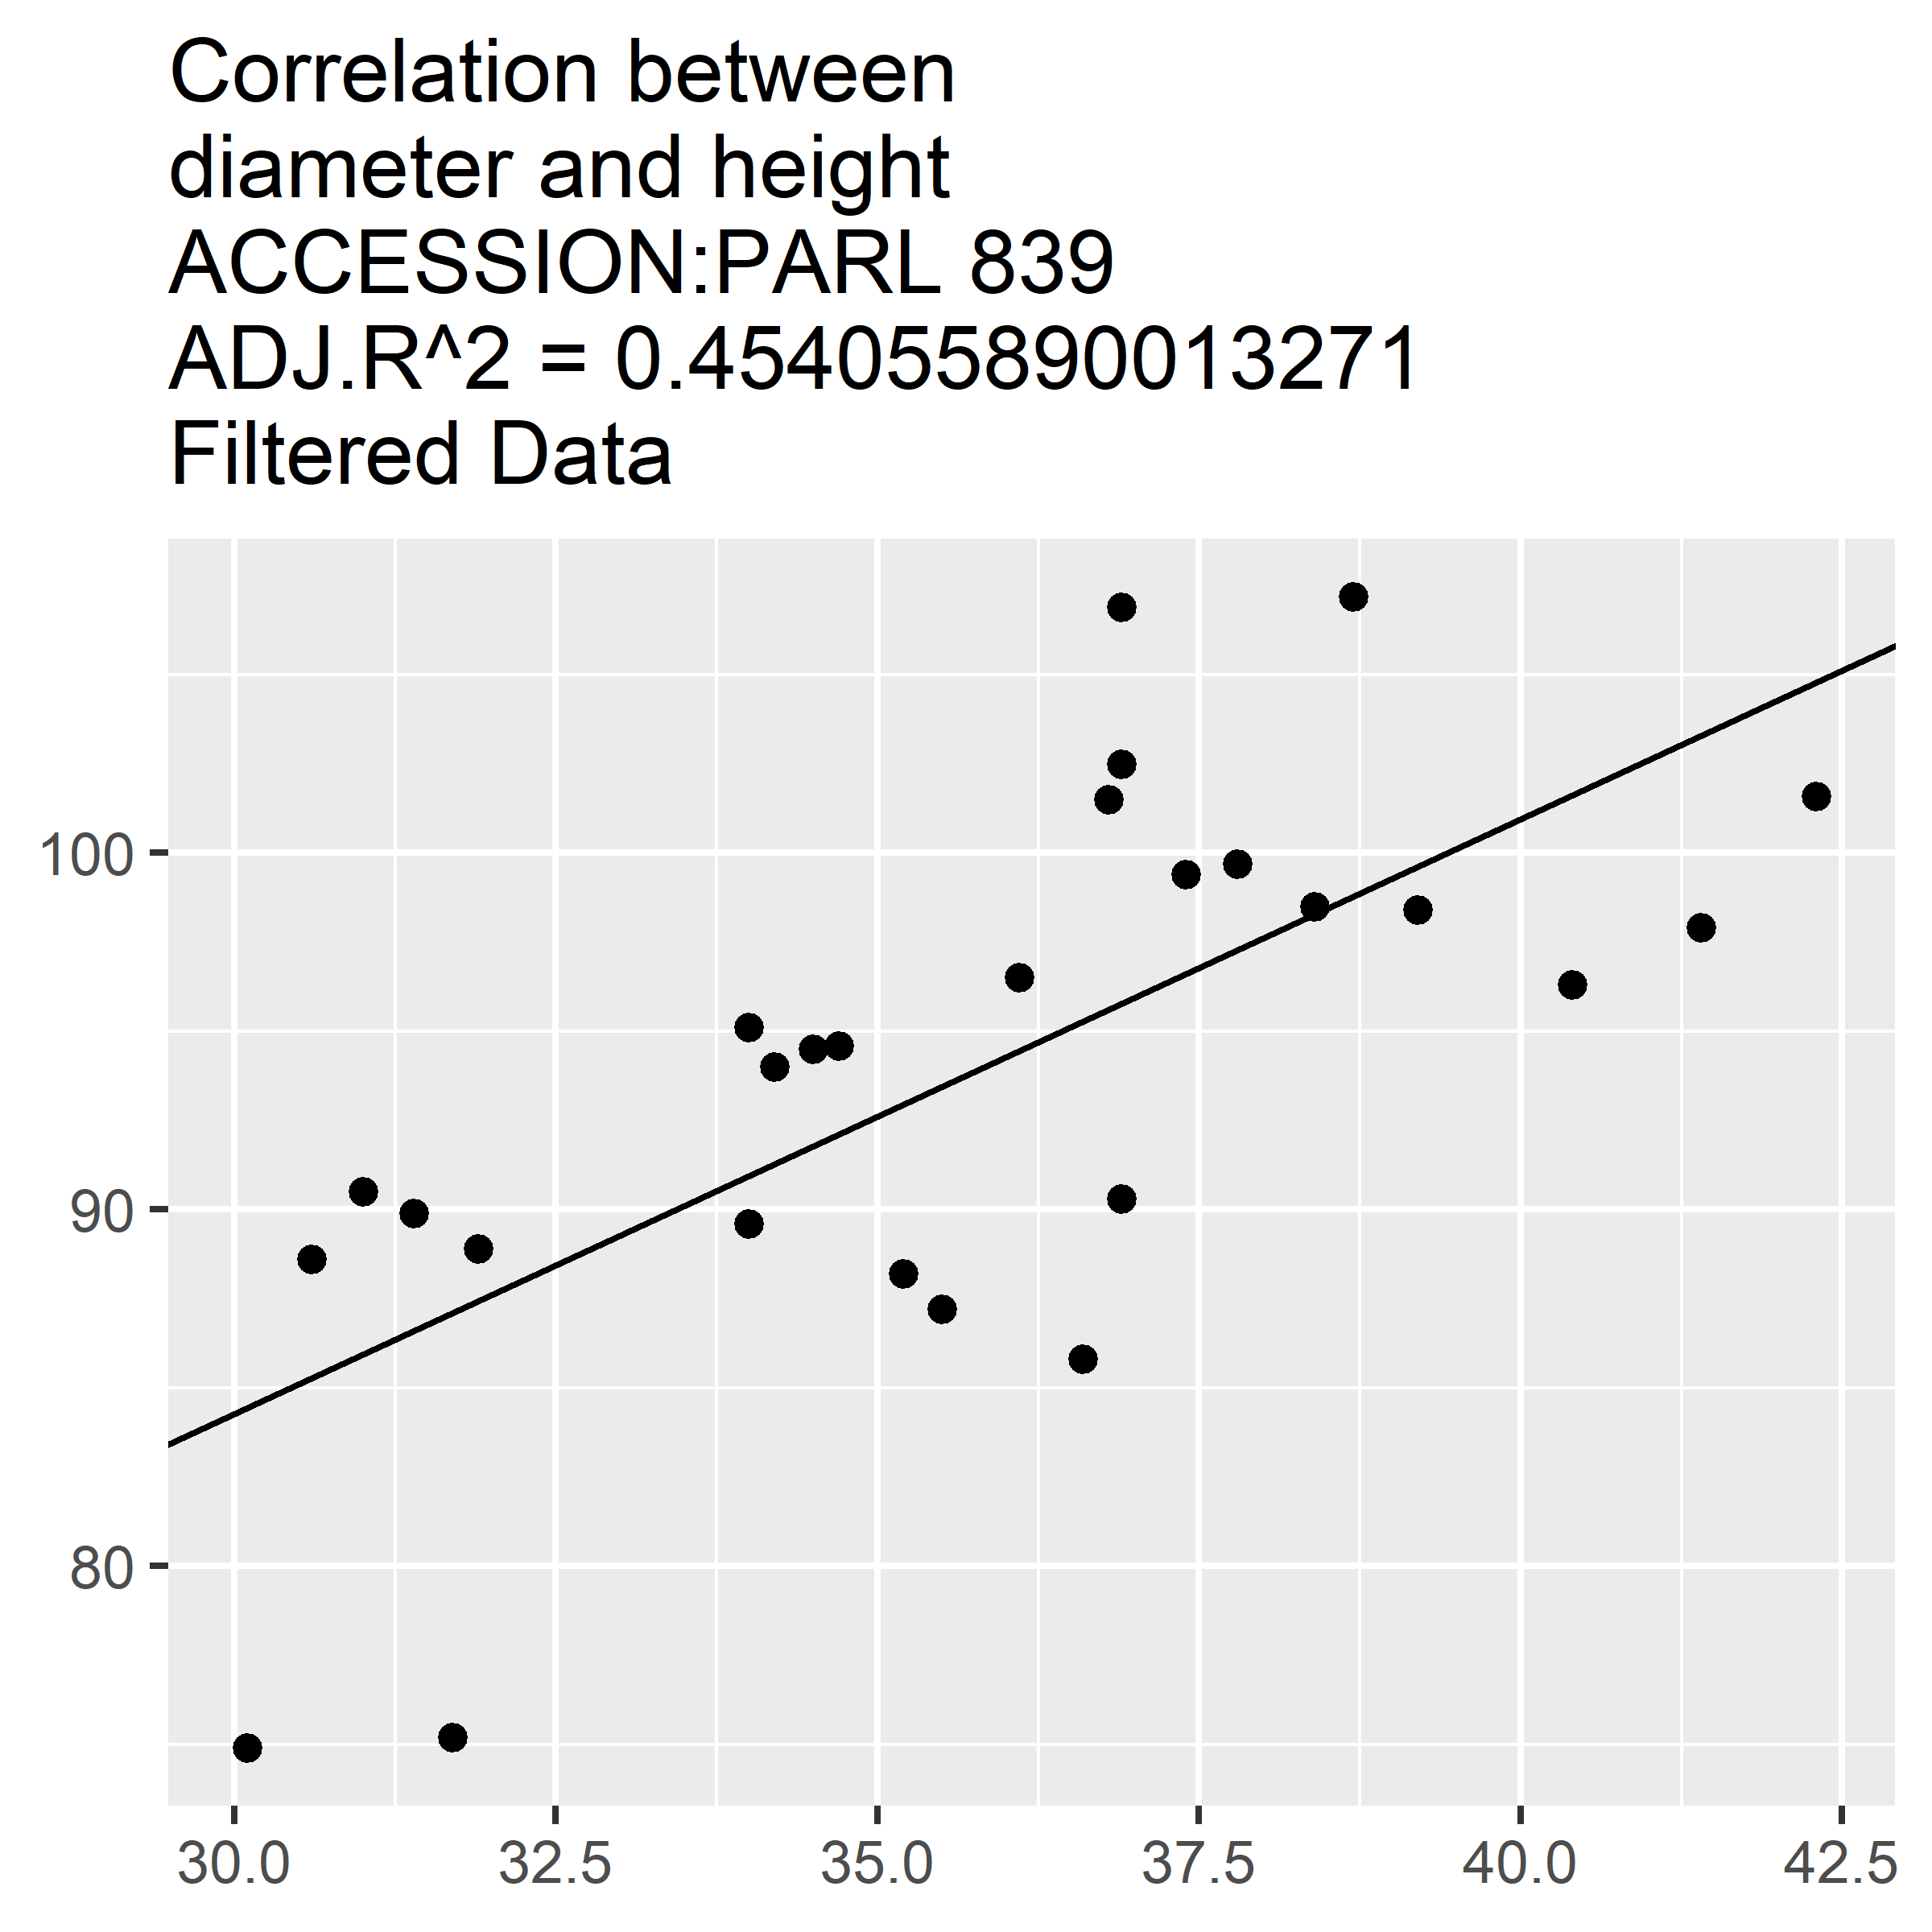 Correlation between
diameter and height
ACCESSION:PARL 839
ADJ.R^2 = 0.454055890013271
Filtered Data
100
90
80
30.0 32.5 35.0 37.5 40.0 42.5